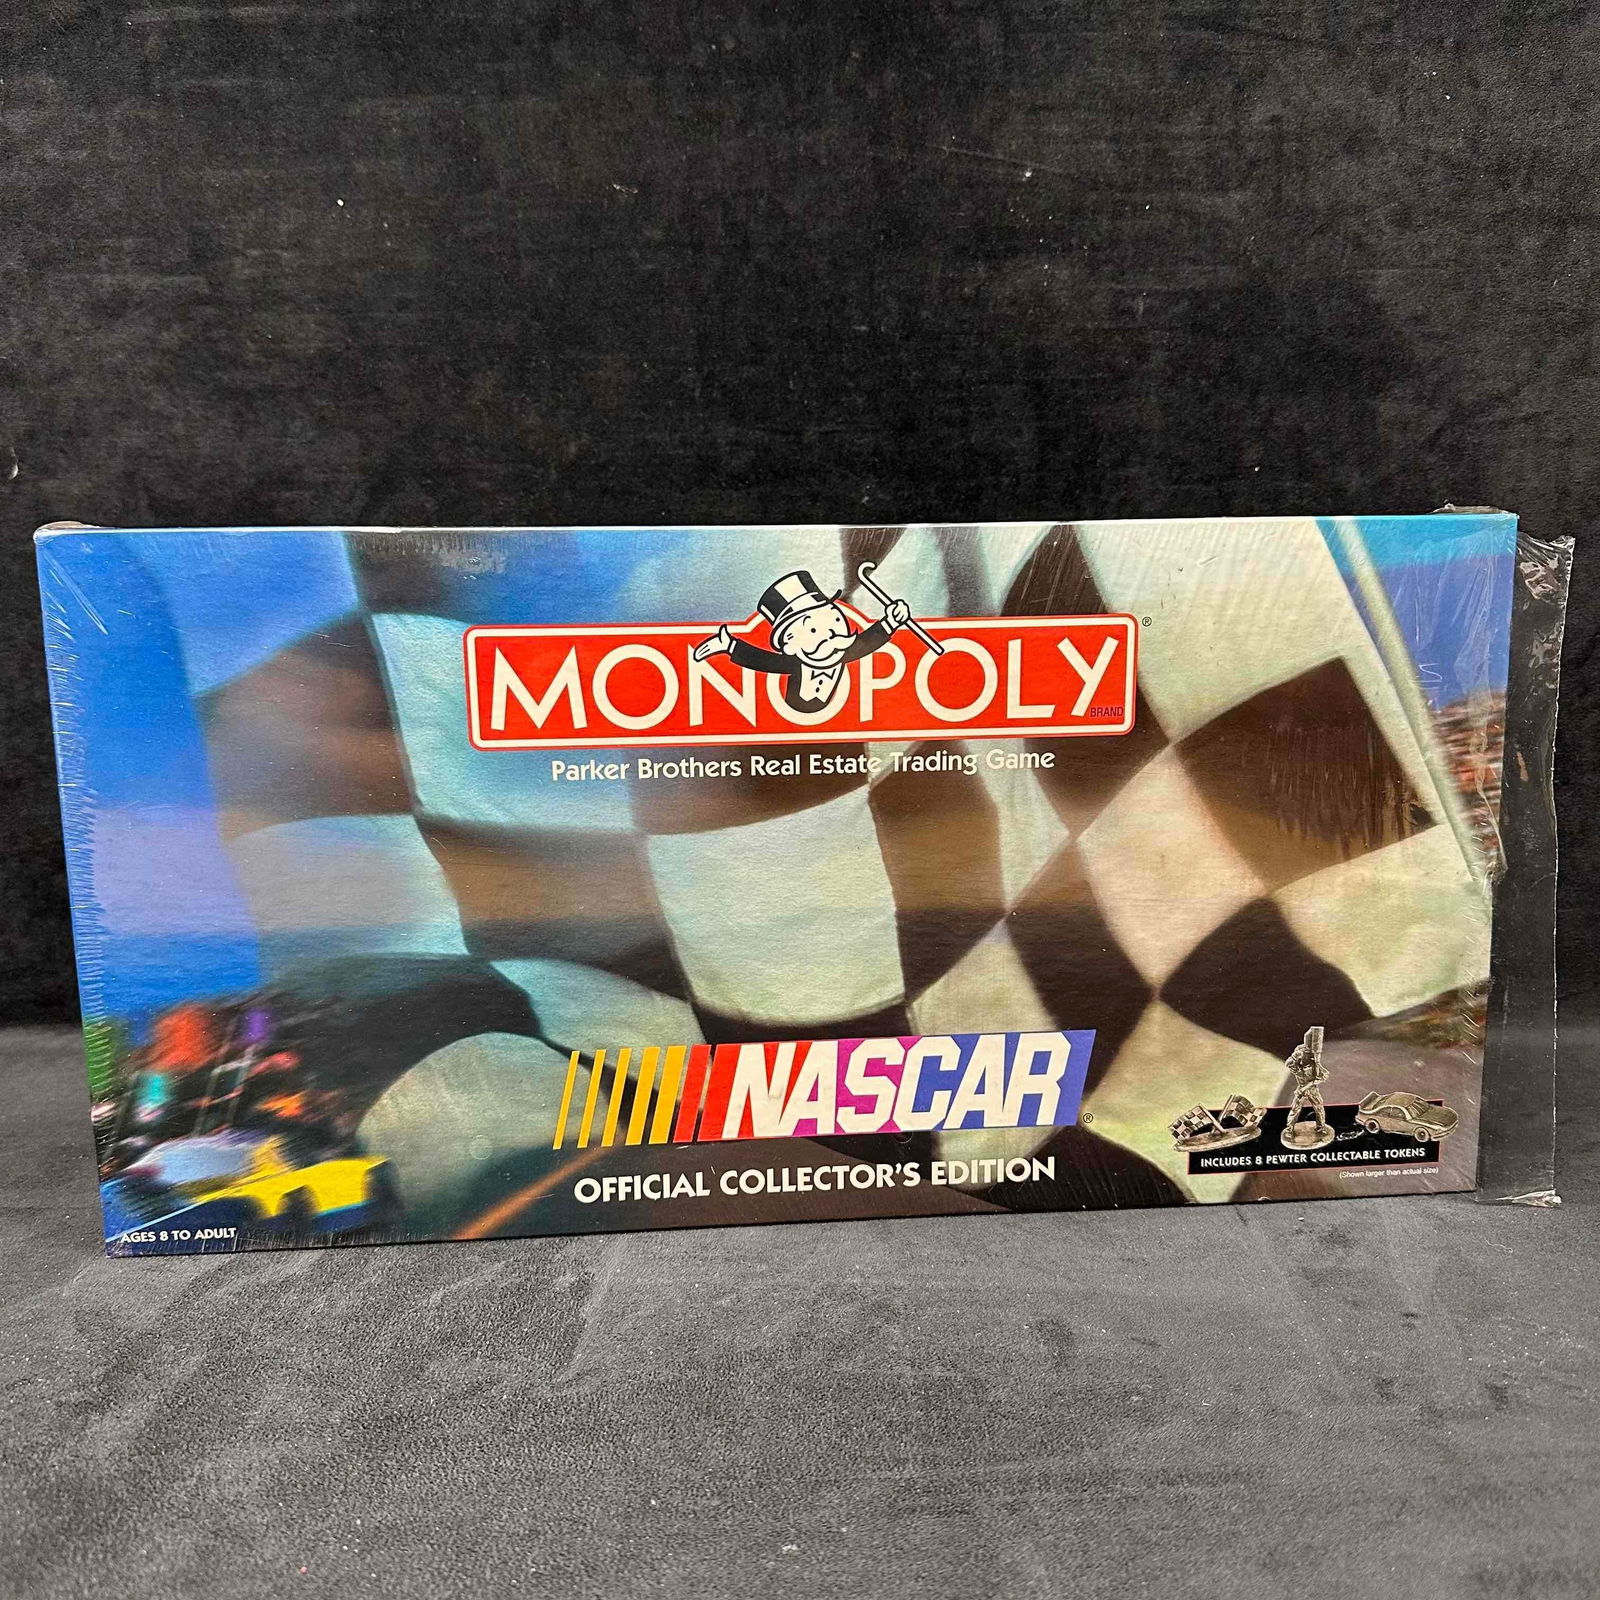 MONOPOLY®
BRAND
Parker Brothers Real Estate Trading Game
NASCAR®
OFFICIAL COLLECTOR'S EDITION
INCLUDES 8 PEWTER COLLECTABLE TOKENS
(Shown larger than actual size)
AGES 8 TO ADULT